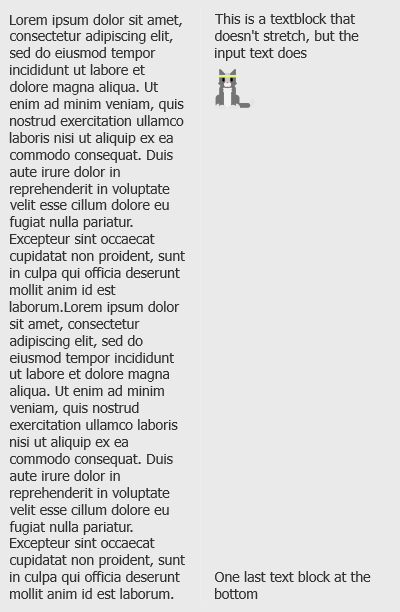 Lorem ipsum dolor sit amet,
consectetur adipiscing elit,
sed do eiusmod tempor
incididunt ut labore et
dolore magna aliqua. Ut
enim ad minim veniam, quis
nostrud exercitation ullamco
laboris nisi ut aliquip ex ea
commodo consequat. Duis
aute irure dolor in
reprehenderit in voluptate
velit esse cillum dolore eu
fugiat nulla pariatur.
Excepteur sint occaecat
cupidatat non proident, sunt
in culpa qui officia deserunt
mollit anim id est
laborum.Lorem ipsum dolor
sit amet, consectetur
adipiscing elit, sed do
eiusmod tempor incididunt
ut labore et dolore magna
aliqua. Ut enim ad minim
veniam, quis nostrud
exercitation ullamco laboris
nisi ut aliquip ex ea
commodo consequat. Duis
aute irure dolor in
reprehenderit in voluptate
velit esse cillum dolore eu
fugiat nulla pariatur.
Excepteur sint occaecat
cupidatat non proident, sunt
in culpa qui officia deserunt
mollit anim id est laborum.
This is a textblock that
doesn't stretch, but the
input text does
One last text block at the
bottom